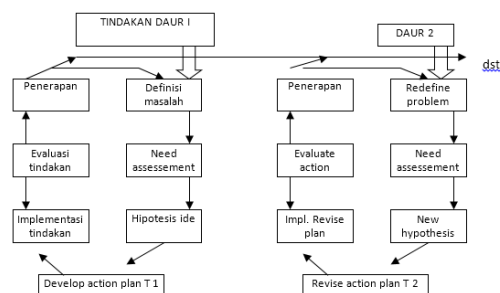 TINDAKAN DAUR I
DAUR 2
dst
Penerapan
Definisi
masalah
Penerapan
Redefine
problem
Evaluasi
tindakan
Need
assessement
Evaluate
action
Need
assessement
Implementasi
tindakan
Hipotesis ide
Impl. Revise
plan
New
hypothesis
Develop action plan T 1
Revise action plan T 2